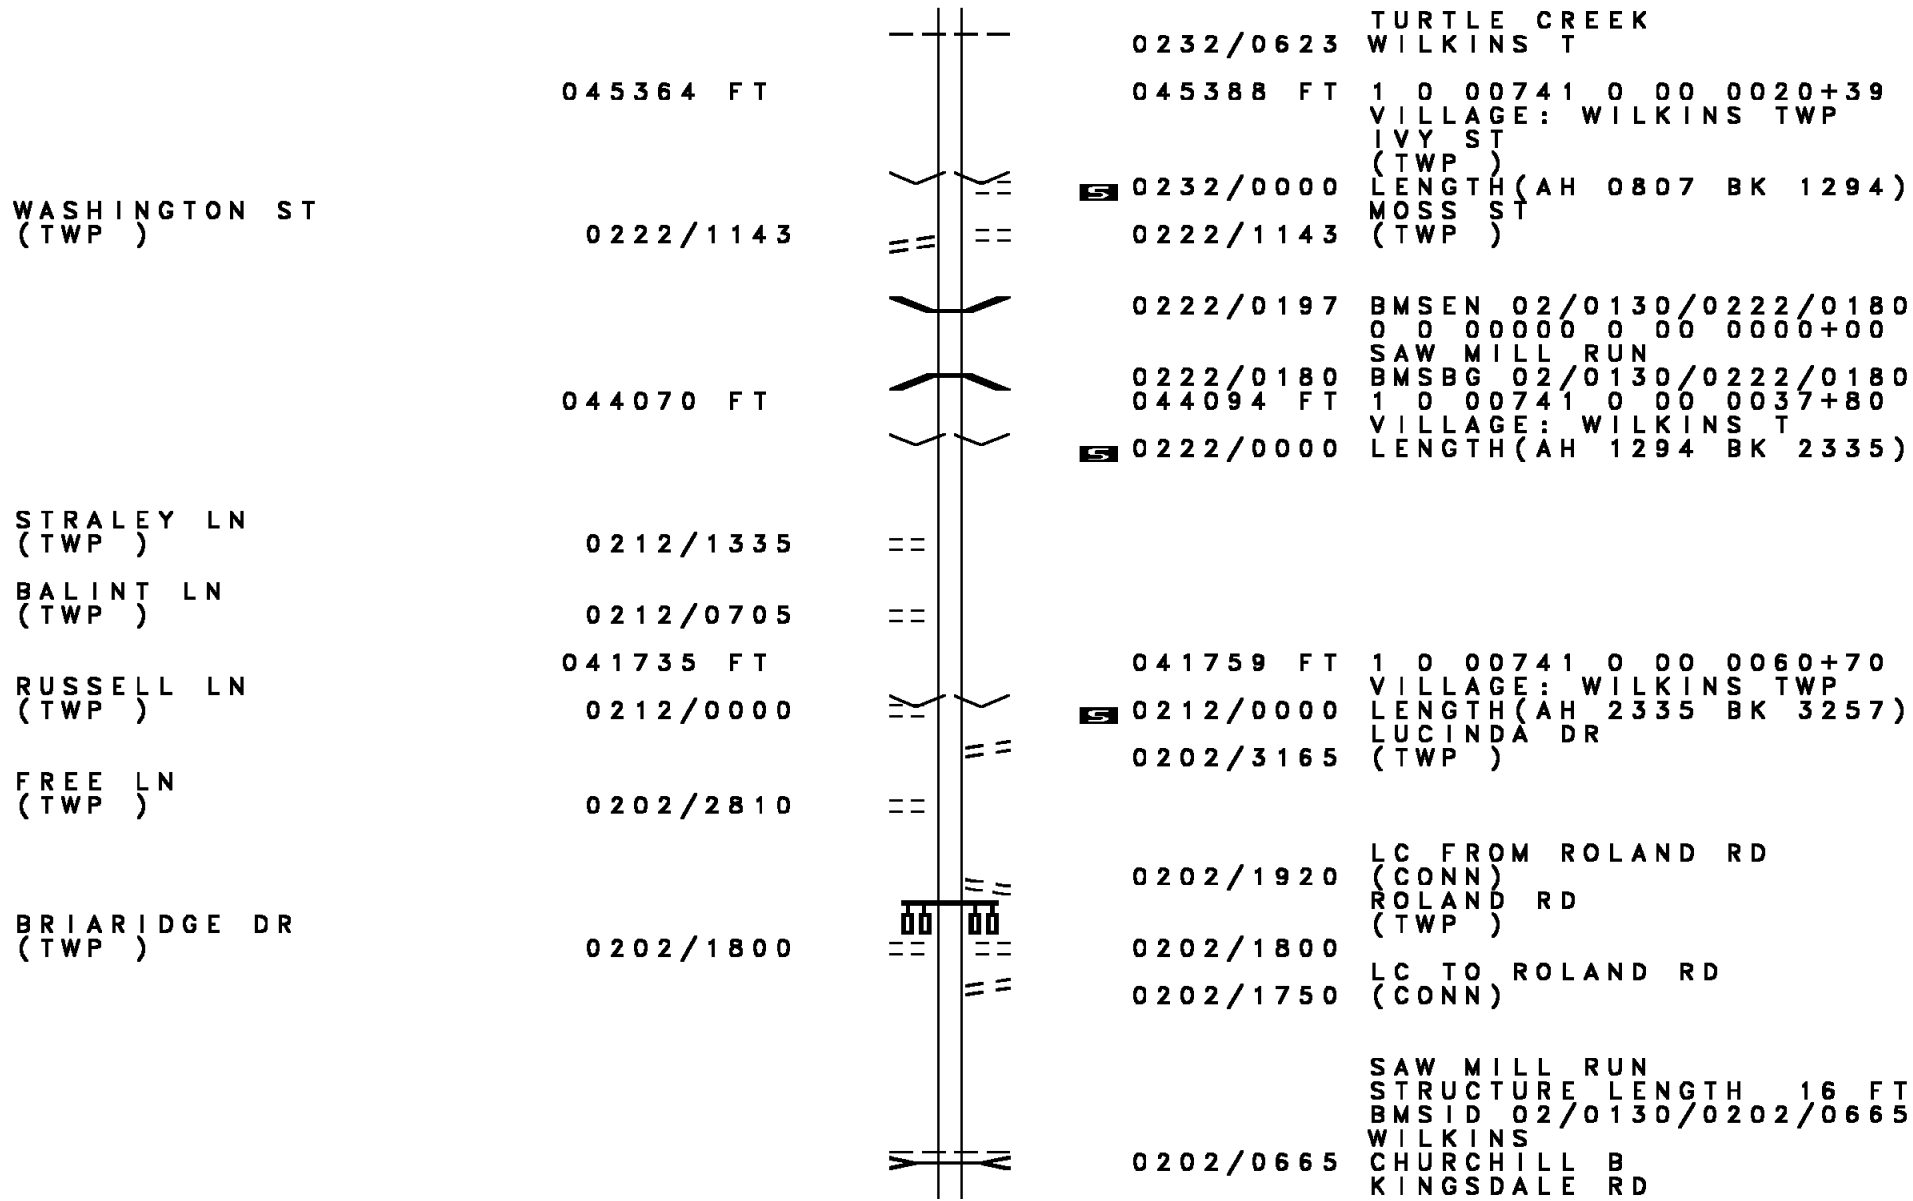 TURTLE CREEK
0232/0623 WILKINS T
045364 FT 045388 FT 1 0 00741 0 00 0020+39
VILLAGE: WILKINS TWP
IVY ST
(TWP )
S 0232/0000 LENGTH(AH 0807 BK 1294)
WASHINGTON ST MOSS ST
(TWP ) 0222/1143 0222/1143 (TWP )
0222/0197 BMSEN 02/0130/0222/0180
0 0 00000 0 00 0000+00
SAW MILL RUN
0222/0180 BMSBG 02/0130/0222/0180
044070 FT 044094 FT 1 0 00741 0 00 0037+80
VILLAGE: WILKINS T
S 0222/0000 LENGTH(AH 1294 BK 2335)
STRALEY LN
(TWP ) 0212/1335
BALINT LN
(TWP ) 0212/0705
041735 FT 041759 FT 1 0 00741 0 00 0060+70
RUSSELL LN VILLAGE: WILKINS TWP
(TWP ) 0212/0000 S 0212/0000 LENGTH(AH 2335 BK 3257)
LUCINDA DR
0202/3165 (TWP )
FREE LN
(TWP ) 0202/2810
LC FROM ROLAND RD
0202/1920 (CONN)
ROLAND RD
BRIARIDGE DR (TWP )
(TWP ) 0202/1800 0202/1800
LC TO ROLAND RD
0202/1750 (CONN)
SAW MILL RUN
STRUCTURE LENGTH 16 FT
BMSID 02/0130/0202/0665
WILKINS
0202/0665 CHURCHILL B
KINGSDALE RD